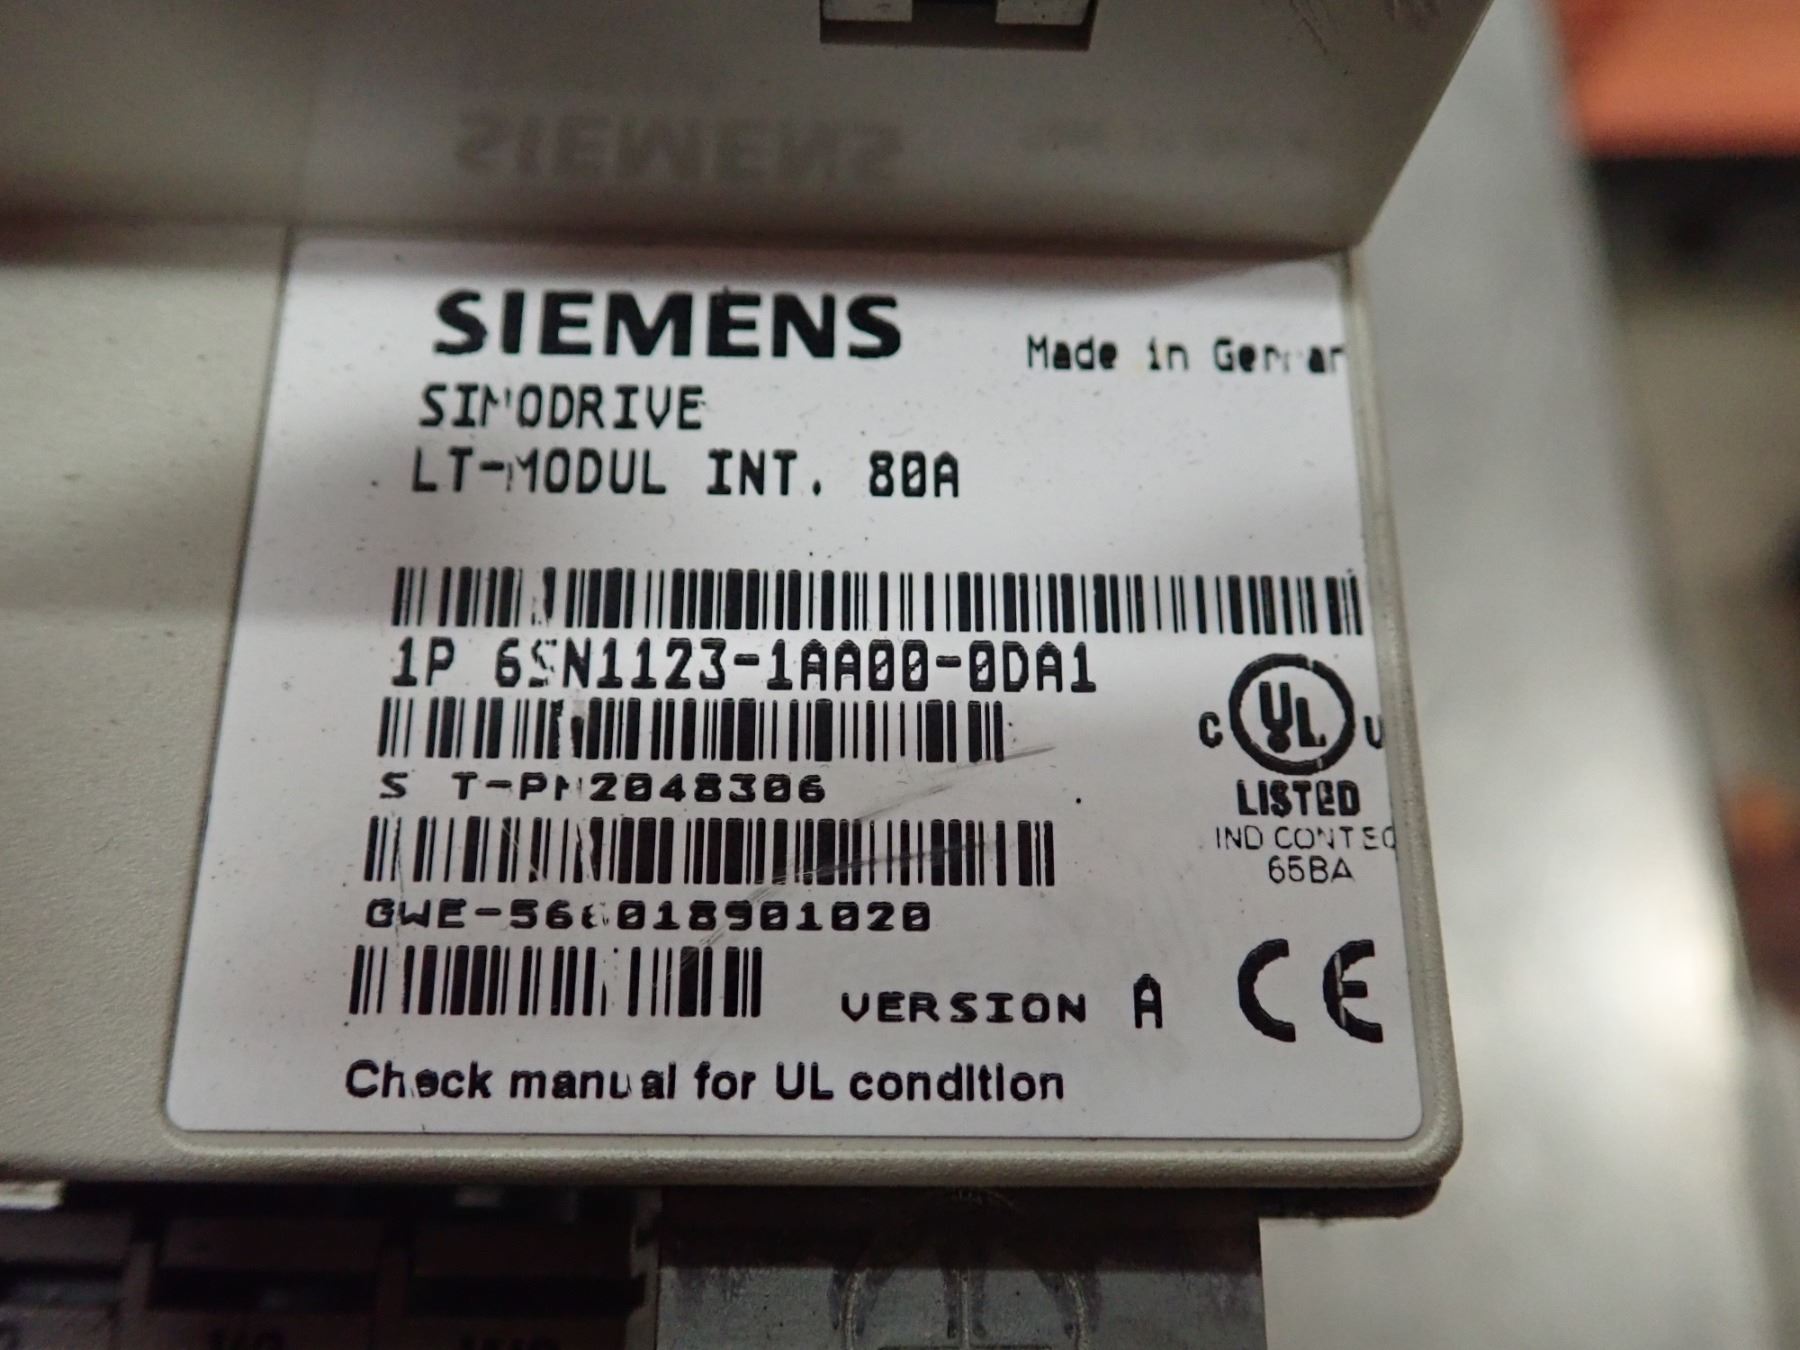 SIEMENS
Made in German
SIMODRIVE
LT-MODUL INT. 80A
1P 6SN1123-1AA00-0DA1
S T-PN2048306
C UL U
LISTED
IND CONT EQ
65BA
VERSION A
CE
Check manual for UL condition